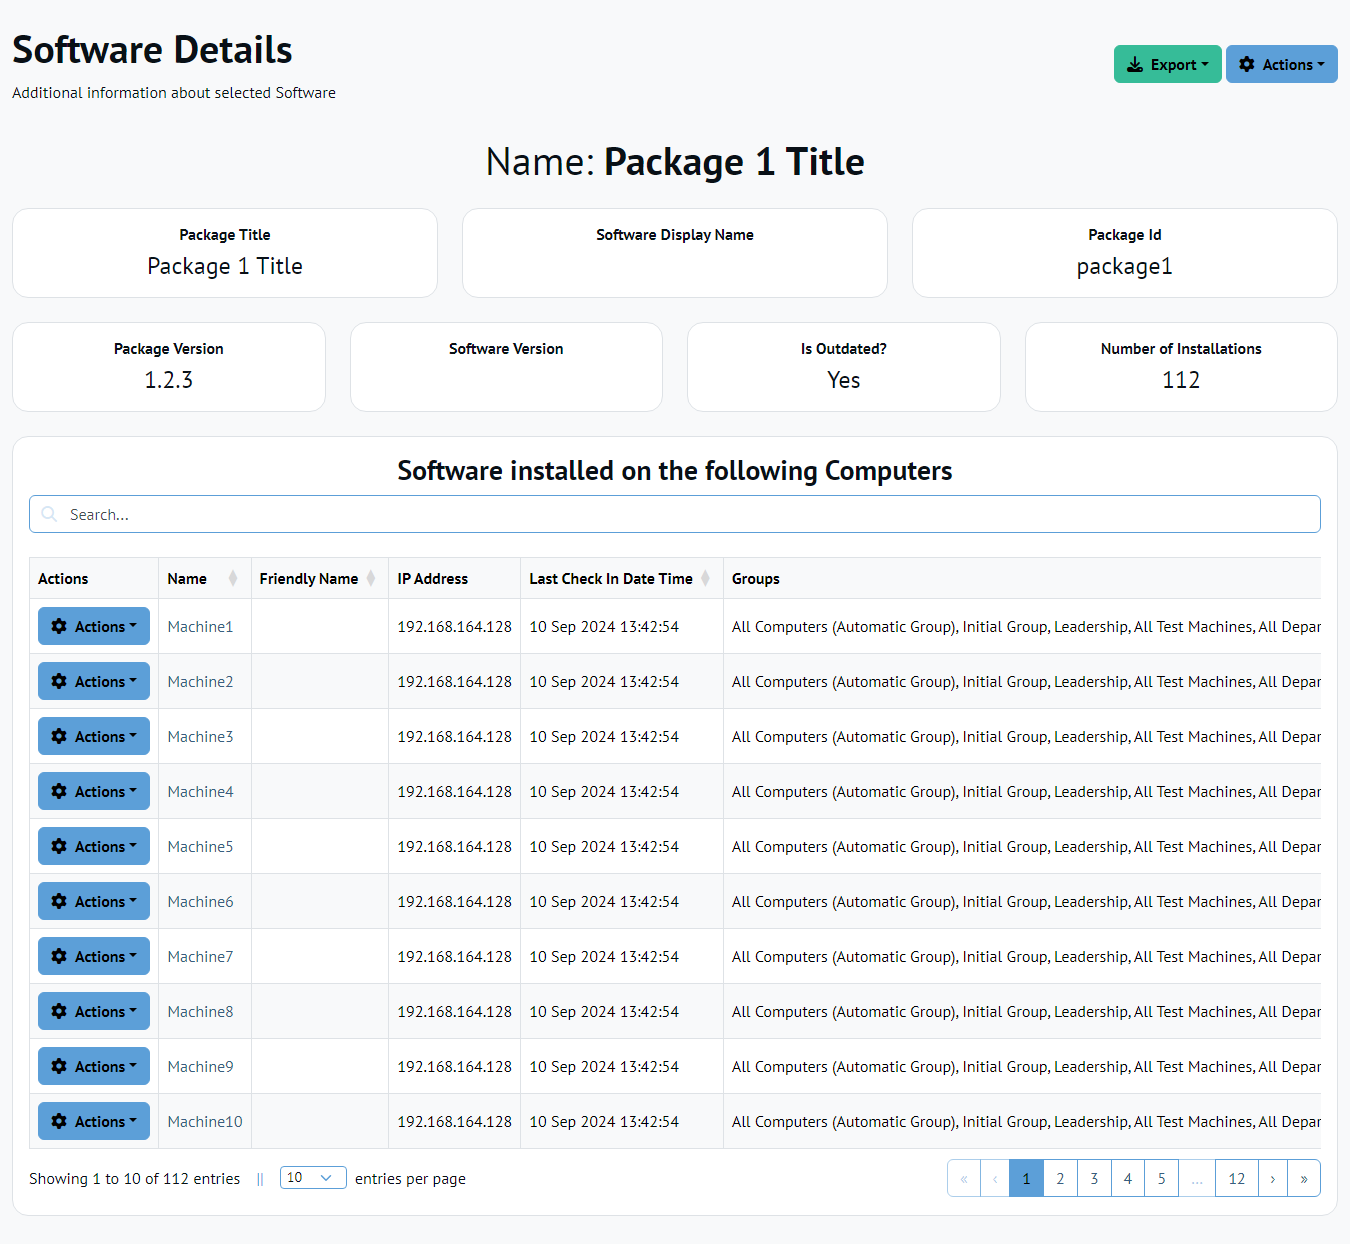 Software Details
Export
Actions
Additional information about selected Software
Name: Package 1 Title
Package Title
Package 1 Title
Software Display Name
Package Id
package1
Package Version
1.2.3
Software Version
Is Outdated?
Yes
Number of Installations
112
Software installed on the following Computers
Search...
Actions Name Friendly Name IP Address Last Check In Date Time Groups
Actions Machine1 192.168.164.128 10 Sep 2024 13:42:54 All Computers (Automatic Group), Initial Group, Leadership, All Test Machines, All Depar
Actions Machine2 192.168.164.128 10 Sep 2024 13:42:54 All Computers (Automatic Group), Initial Group, Leadership, All Test Machines, All Depar
Actions Machine3 192.168.164.128 10 Sep 2024 13:42:54 All Computers (Automatic Group), Initial Group, Leadership, All Test Machines, All Depar
Actions Machine4 192.168.164.128 10 Sep 2024 13:42:54 All Computers (Automatic Group), Initial Group, Leadership, All Test Machines, All Depar
Actions Machine5 192.168.164.128 10 Sep 2024 13:42:54 All Computers (Automatic Group), Initial Group, Leadership, All Test Machines, All Depar
Actions Machine6 192.168.164.128 10 Sep 2024 13:42:54 All Computers (Automatic Group), Initial Group, Leadership, All Test Machines, All Depar
Actions Machine7 192.168.164.128 10 Sep 2024 13:42:54 All Computers (Automatic Group), Initial Group, Leadership, All Test Machines, All Depar
Actions Machine8 192.168.164.128 10 Sep 2024 13:42:54 All Computers (Automatic Group), Initial Group, Leadership, All Test Machines, All Depar
Actions Machine9 192.168.164.128 10 Sep 2024 13:42:54 All Computers (Automatic Group), Initial Group, Leadership, All Test Machines, All Depar
Actions Machine10 192.168.164.128 10 Sep 2024 13:42:54 All Computers (Automatic Group), Initial Group, Leadership, All Test Machines, All Depar
Showing 1 to 10 of 112 entries || 10 entries per page « ‹ 1 2 3 4 5 ... 12 › »